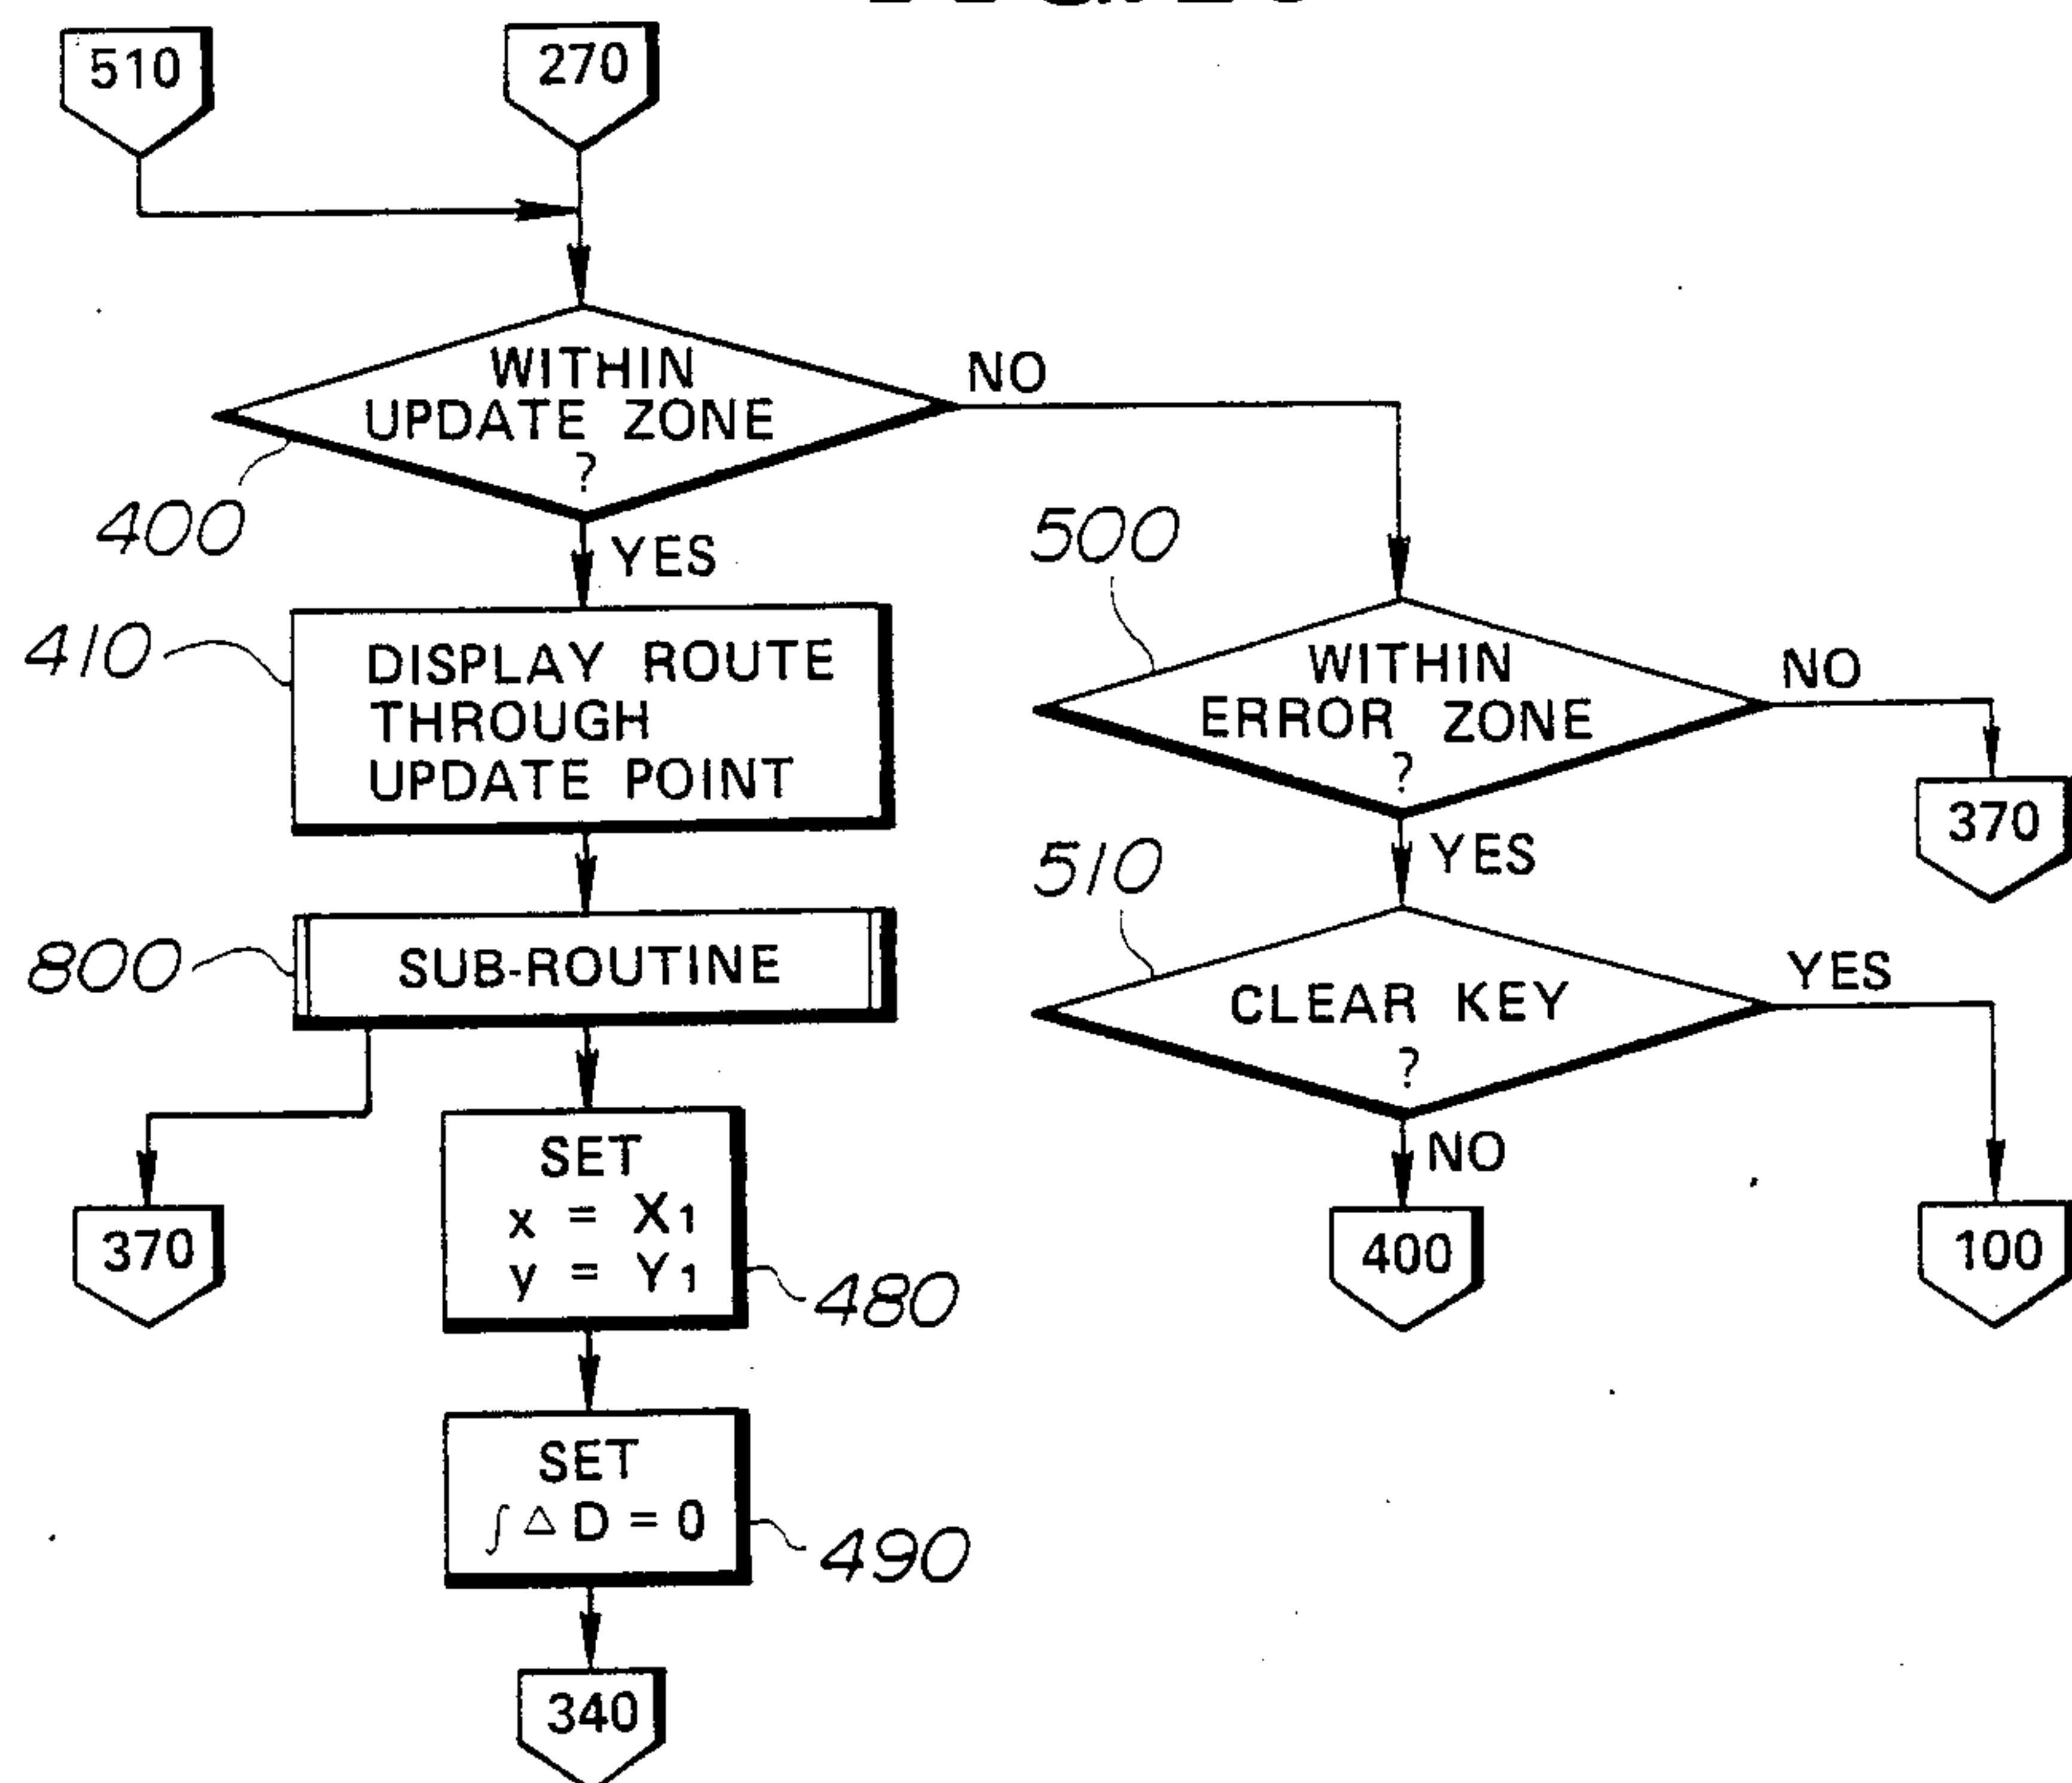 510
270
WITHIN
UPDATE ZONE
?
NO
400
YES
500
410
DISPLAY ROUTE
THROUGH
UPDATE POINT
WITHIN
ERROR ZONE
?
NO
370
YES
510
800
SUB-ROUTINE
CLEAR KEY
?
YES
NO
370
SET
x = X1
y = Y1
480
400
100
SET
∫ △ D = 0
490
340